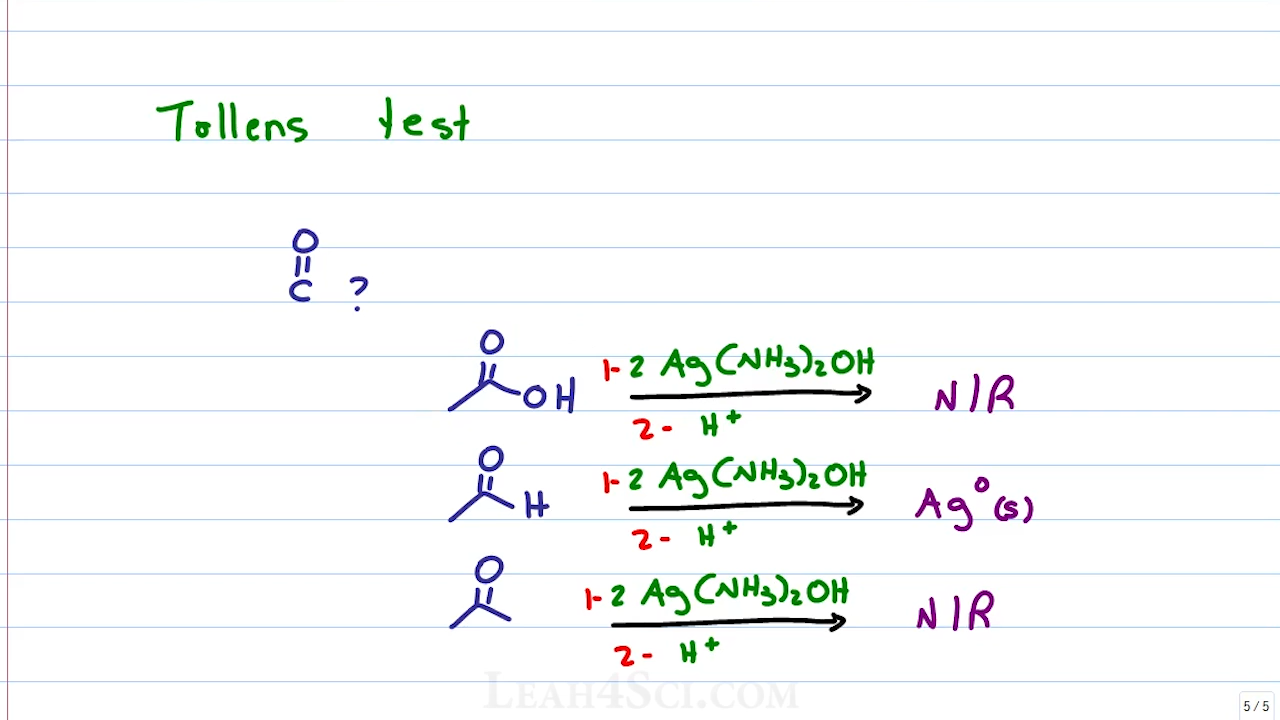 Tollens test
O
C ?
O
OH
1- 2 Ag(NH₃)₂OH
2- H⁺
N/R
O
H
1- 2 Ag(NH₃)₂OH
2- H⁺
Ag⁰(s)
O
1- 2 Ag(NH₃)₂OH
2- H⁺
N/R
LEAH4SCI.COM
5 / 5